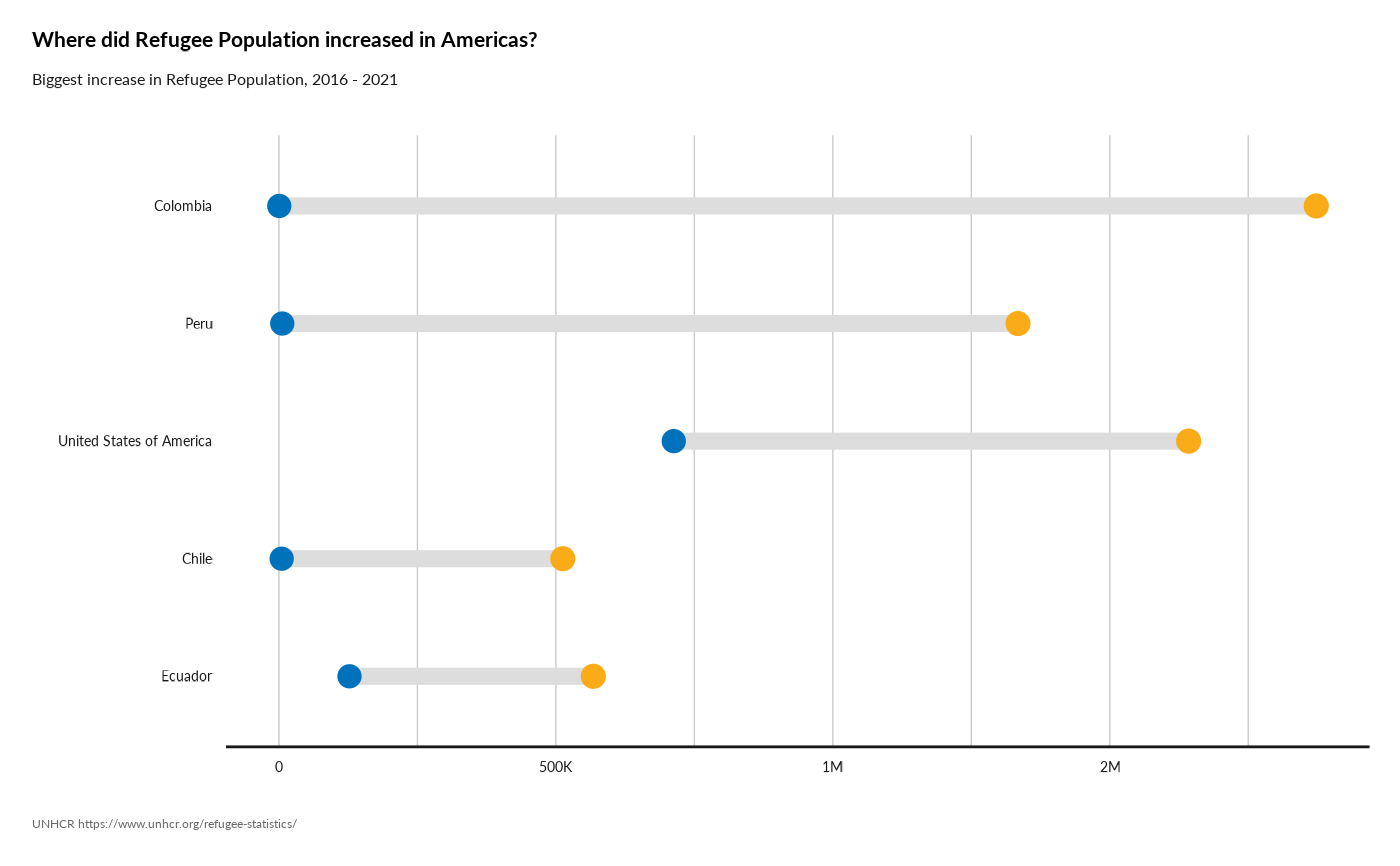 Where did Refugee Population increased in Americas?
Biggest increase in Refugee Population, 2016 - 2021
Colombia
Peru
United States of America
Chile
Ecuador
0 500K 1M 2M
UNHCR https://www.unhcr.org/refugee-statistics/